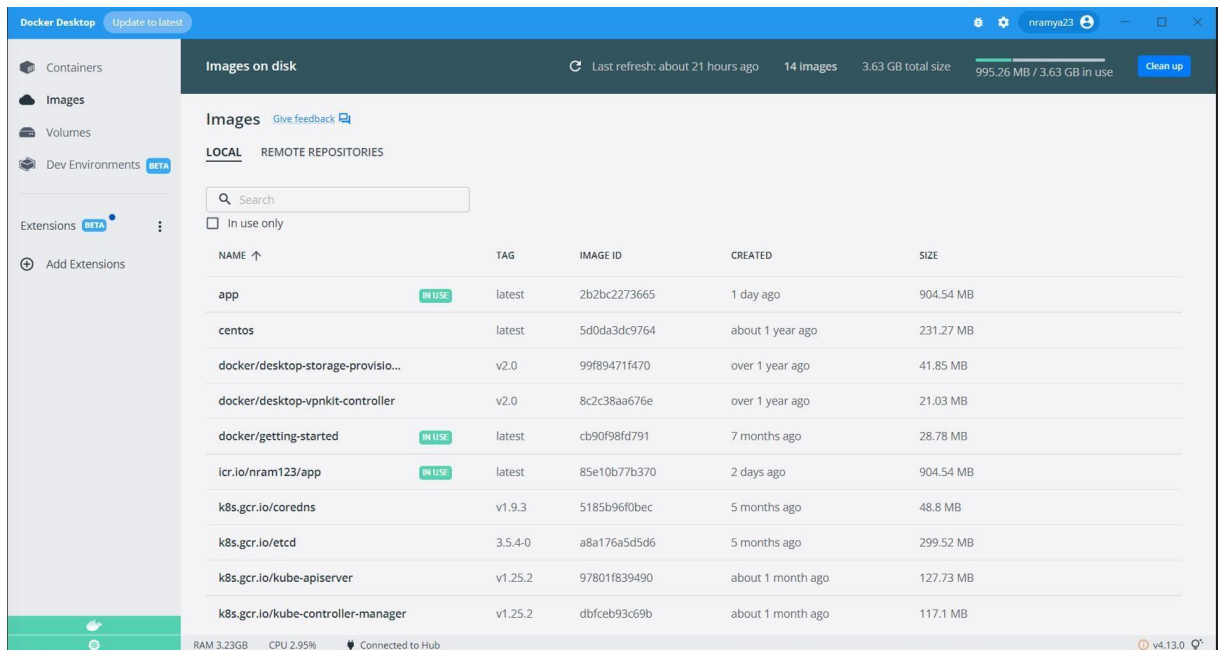 Docker Desktop Update to latest nramya23
Containers
Images
Volumes
Dev Environments BETA
Extensions BETA
Add Extensions
Images on disk Last refresh: about 21 hours ago 14 images 3.63 GB total size 995.26 MB / 3.63 GB in use Clean up
Images Give feedback
LOCAL REMOTE REPOSITORIES
Search
In use only
NAME TAG IMAGE ID CREATED SIZE
app IN USE latest 2b2bc2273665 1 day ago 904.54 MB
centos latest 5d0da3dc9764 about 1 year ago 231.27 MB
docker/desktop-storage-provisio... v2.0 99f89471f470 over 1 year ago 41.85 MB
docker/desktop-vpnkit-controller v2.0 8c2c38aa676e over 1 year ago 21.03 MB
docker/getting-started IN USE latest cb90f98fd791 7 months ago 28.78 MB
icr.io/nram123/app IN USE latest 85e10b77b370 2 days ago 904.54 MB
k8s.gcr.io/coredns v1.9.3 5185b96f0bec 5 months ago 48.8 MB
k8s.gcr.io/etcd 3.5.4-0 a8a176a5d5d6 5 months ago 299.52 MB
k8s.gcr.io/kube-apiserver v1.25.2 97801f839490 about 1 month ago 127.73 MB
k8s.gcr.io/kube-controller-manager v1.25.2 dbfceb93c69b about 1 month ago 117.1 MB
RAM 3.23GB CPU 2.95% Connected to Hub v4.13.0